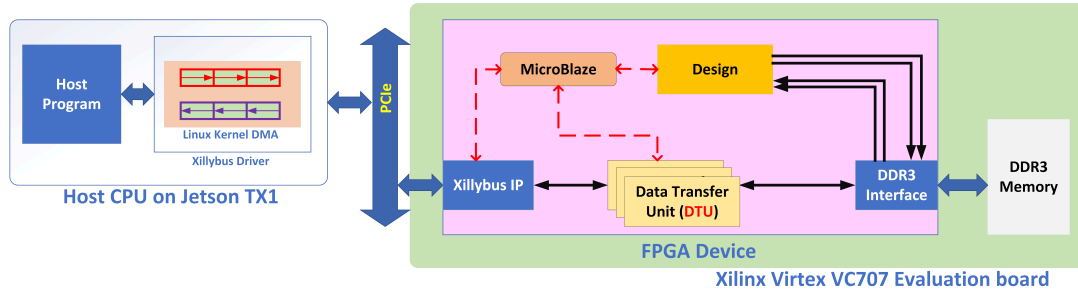 Host
Program
Linux Kernel DMA
Xillybus Driver
Host CPU on Jetson TX1
PCIe
MicroBlaze
Design
Xillybus IP
Data Transfer
Unit (DTU)
DDR3
Interface
DDR3
Memory
FPGA Device
Xilinx Virtex VC707 Evaluation board